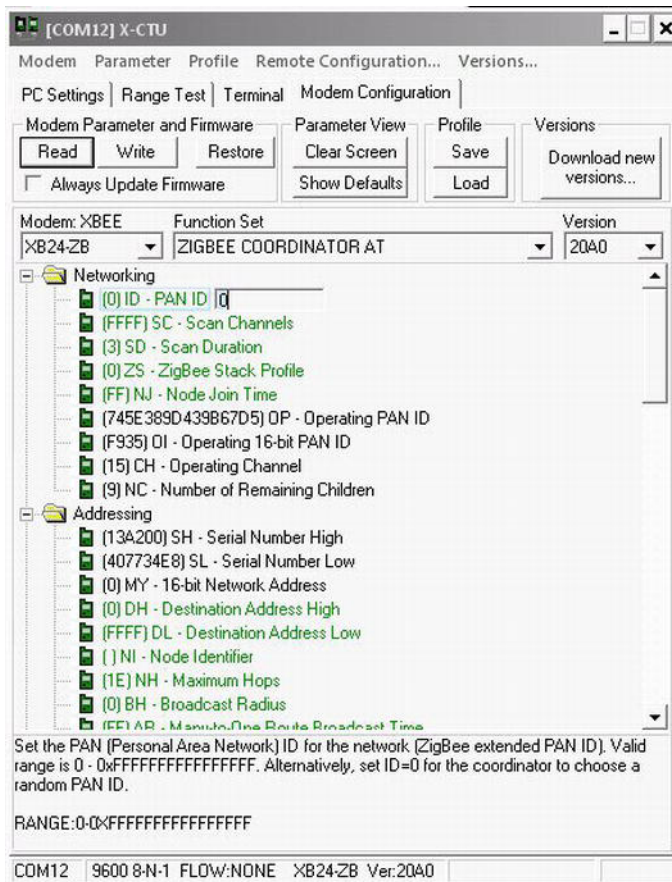 [COM12] X-CTU
Modem Parameter Profile Remote Configuration... Versions...
PC Settings Range Test Terminal Modem Configuration
Modem Parameter and Firmware Parameter View Profile Versions
Read Write Restore Clear Screen Save Download new versions...
Always Update Firmware Show Defaults Load
Modem: XBEE Function Set Version
XB24-ZB ZIGBEE COORDINATOR AT 20A0
Networking
(0) ID - PAN ID 0
(FFFF) SC - Scan Channels
(3) SD - Scan Duration
(0) ZS - ZigBee Stack Profile
(FF) NJ - Node Join Time
(745E389D439B67D5) OP - Operating PAN ID
(F935) OI - Operating 16-bit PAN ID
(15) CH - Operating Channel
(9) NC - Number of Remaining Children
Addressing
(13A200) SH - Serial Number High
(407734E8) SL - Serial Number Low
(0) MY - 16-bit Network Address
(0) DH - Destination Address High
(FFFF) DL - Destination Address Low
( ) NI - Node Identifier
(1E) NH - Maximum Hops
(0) BH - Broadcast Radius
(FF) AR - Many-to-One Route Broadcast Time
Set the PAN (Personal Area Network) ID for the network (ZigBee extended PAN ID). Valid
range is 0 - 0xFFFFFFFFFFFFFFFF. Alternatively, set ID=0 for the coordinator to choose a
random PAN ID.
RANGE:0-0XFFFFFFFFFFFFFFFF
COM12 9600 8-N-1 FLOW:NONE XB24-ZB Ver:20A0